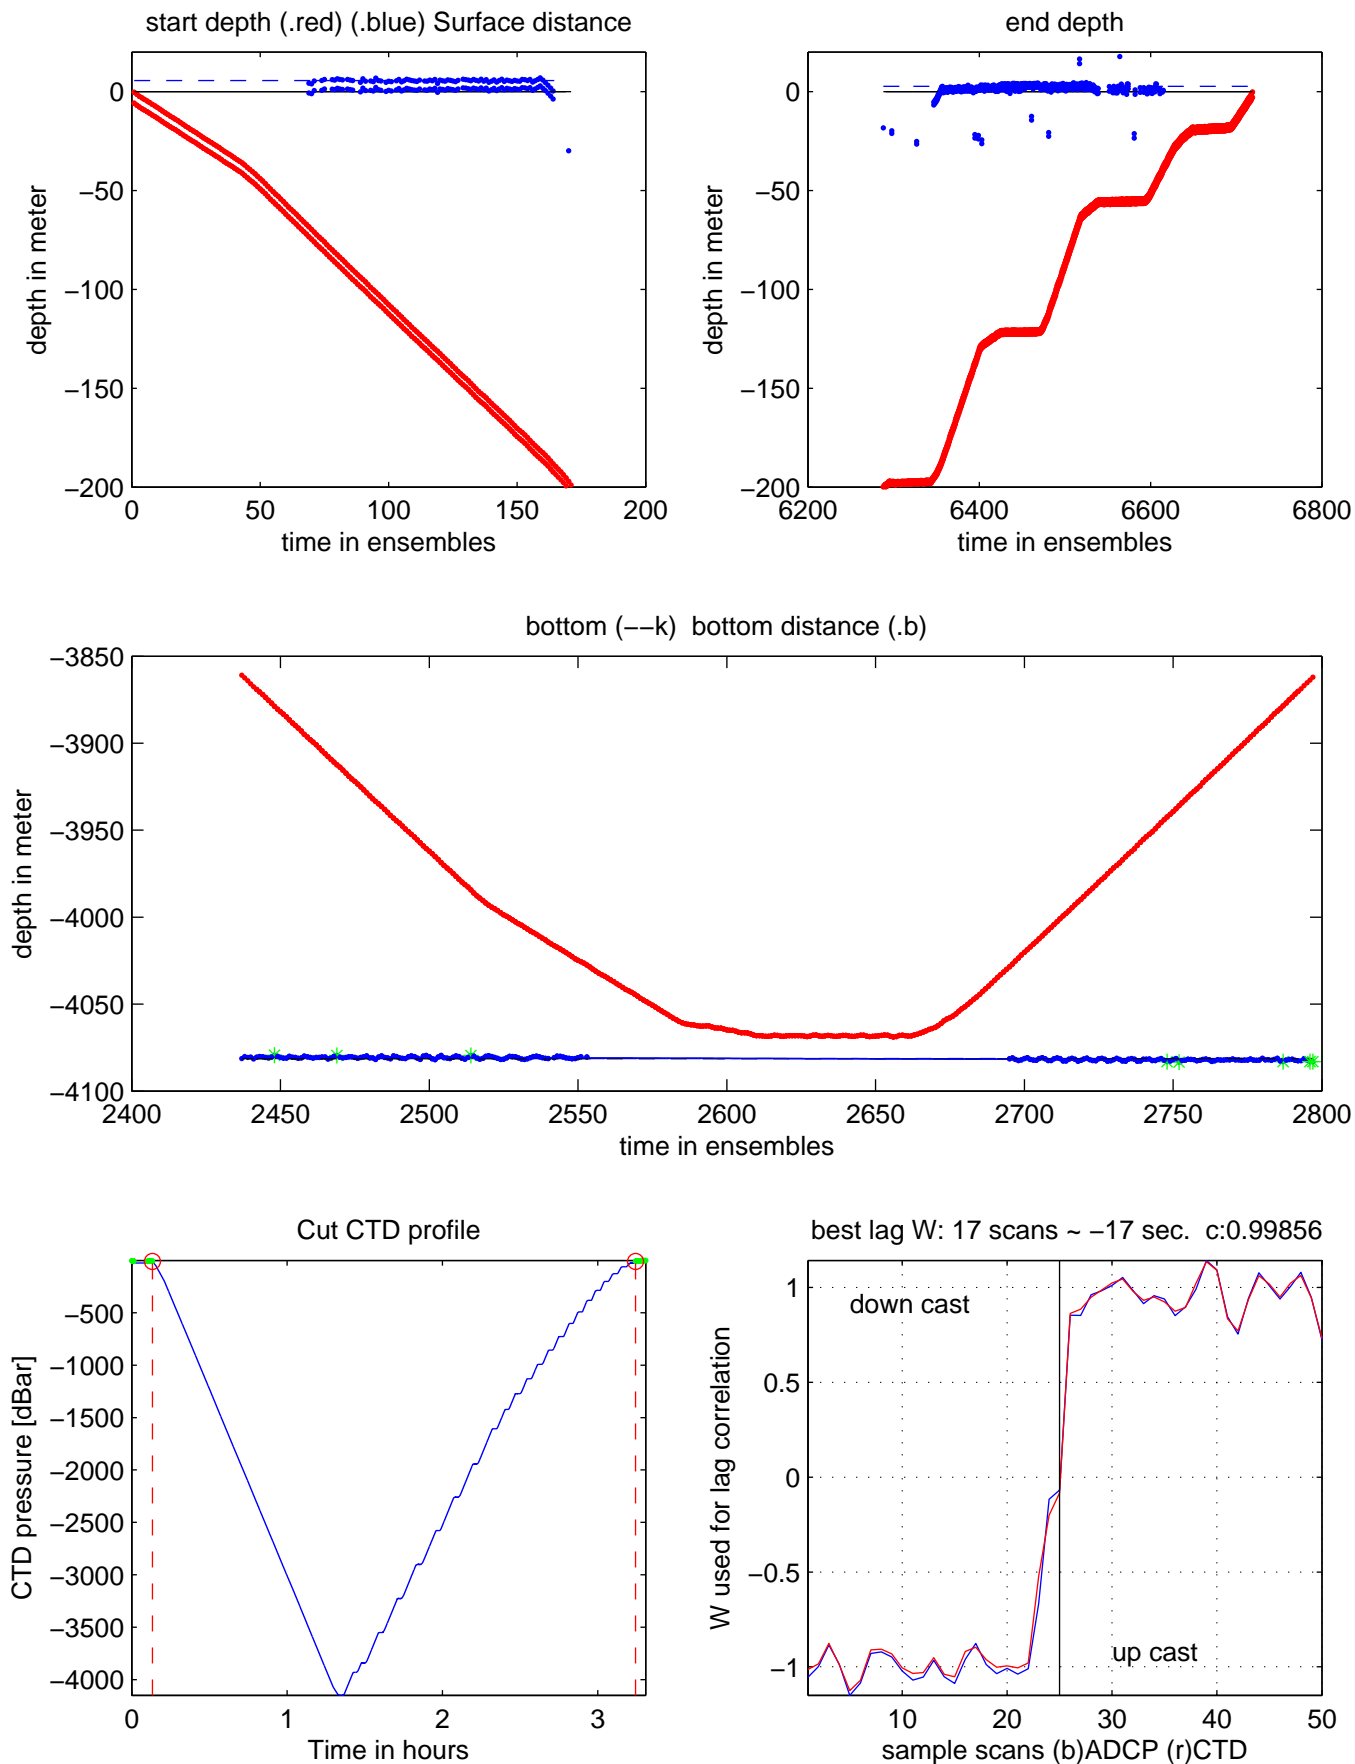 start depth (.red) (.blue) Surface distance
0
−50
−100
−150
−200
depth in meter
0 50 100 150 200
time in ensembles
end depth
0
−50
−100
−150
−200
depth in meter
6200 6400 6600 6800
time in ensembles
bottom (−−k)  bottom distance (.b)
−3850
−3900
−3950
−4000
−4050
−4100
depth in meter
2400 2450 2500 2550 2600 2650 2700 2750 2800
time in ensembles
Cut CTD profile
−500
−1000
−1500
−2000
−2500
−3000
−3500
−4000
CTD pressure [dBar]
0 1 2 3
Time in hours
best lag W: 17 scans ~ −17 sec.  c:0.99856
1
0.5
0
−0.5
−1
W used for lag correlation
down cast
up cast
10 20 30 40 50
sample scans (b)ADCP (r)CTD